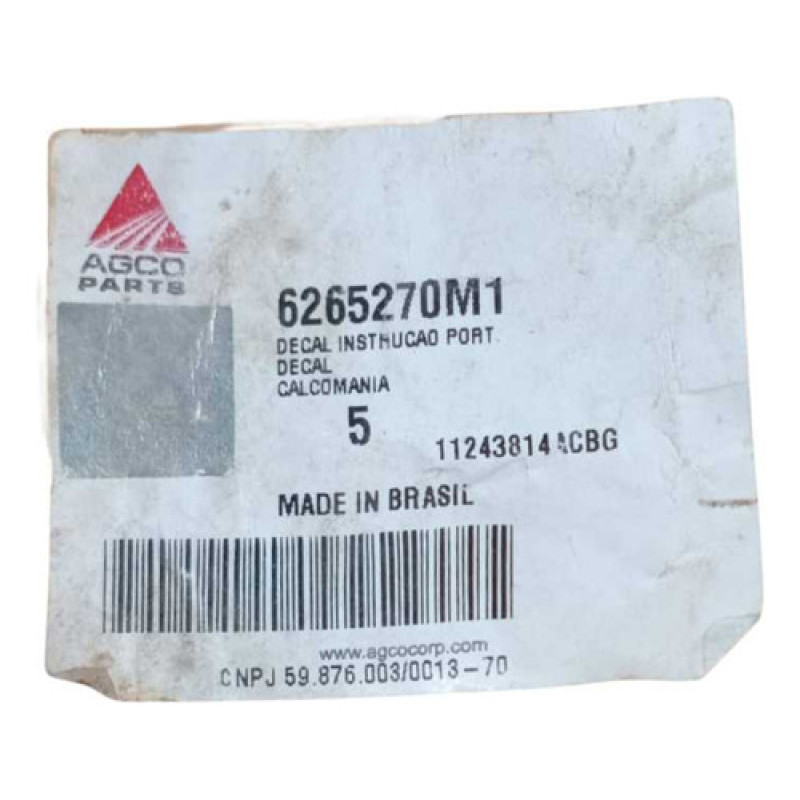 AGCO
PARTS
6265270M1
DECAL INSTRUCAO PORT.
DECAL
CALCOMANIA
5
11243814ACBG
MADE IN BRASIL
www.agcocorp.com
CNPJ 59.876.003/0013-70